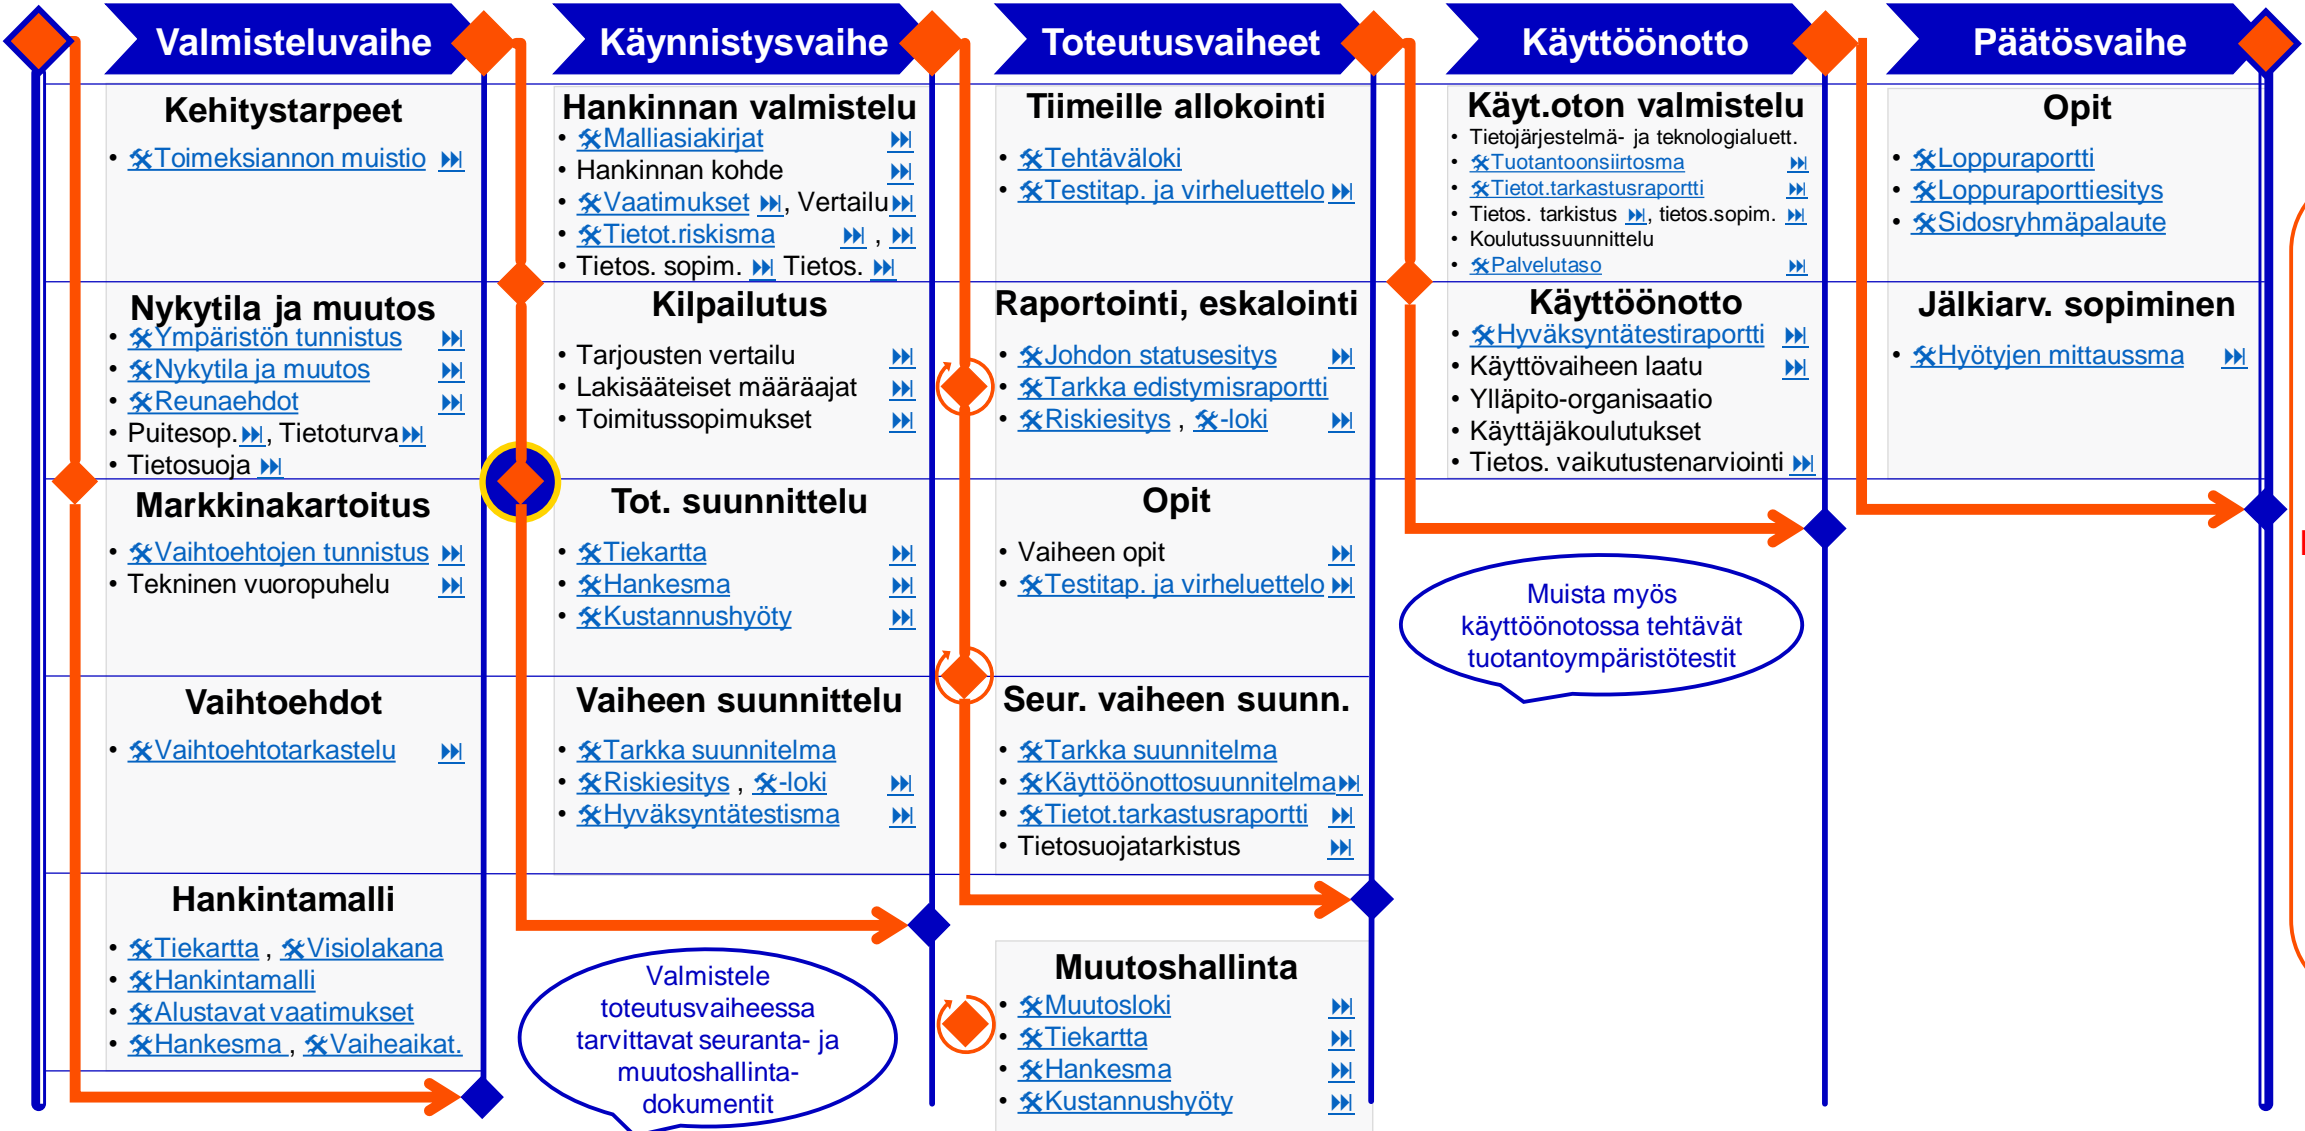 Valmisteluvaihe
Kehitystarpeet
• 🛠Toimeksiannon muistio ⏭
Nykytila ja muutos
• 🛠Ympäristön tunnistus ⏭
• 🛠Nykytila ja muutos ⏭
• 🛠Reunaehdot ⏭
• Puitesop.⏭, Tietoturva⏭
• Tietosuoja ⏭
Markkinakartoitus
• 🛠Vaihtoehtojen tunnistus ⏭
• Tekninen vuoropuhelu ⏭
Vaihtoehdot
• 🛠Vaihtoehtotarkastelu ⏭
Hankintamalli
• 🛠Tiekartta , 🛠Visiolakana
• 🛠Hankintamalli
• 🛠Alustavat vaatimukset
• 🛠Hankesma , 🛠Vaiheaikat.
Käynnistysvaihe
Hankinnan valmistelu
• 🛠Malliasiakirjat ⏭
• Hankinnan kohde ⏭
• 🛠Vaatimukset ⏭, Vertailu⏭
• 🛠Tietot.riskisma ⏭ , ⏭
• Tietos. sopim. ⏭ Tietos. ⏭
Kilpailutus
• Tarjousten vertailu ⏭
• Lakisääteiset määräajat ⏭
• Toimitussopimukset ⏭
Tot. suunnittelu
• 🛠Tiekartta ⏭
• 🛠Hankesma ⏭
• 🛠Kustannushyöty ⏭
Vaiheen suunnittelu
• 🛠Tarkka suunnitelma
• 🛠Riskiesitys , 🛠-loki ⏭
• 🛠Hyväksyntätestisma ⏭
Valmistele
toteutusvaiheessa
tarvittavat seuranta- ja
muutoshallinta-
dokumentit
Toteutusvaiheet
Tiimeille allokointi
• 🛠Tehtäväloki
• 🛠Testitap. ja virheluettelo ⏭
Raportointi, eskalointi
• 🛠Johdon statusesitys ⏭
• 🛠Tarkka edistymisraportti
• 🛠Riskiesitys , 🛠-loki ⏭
Opit
• Vaiheen opit ⏭
• 🛠Testitap. ja virheluettelo ⏭
Seur. vaiheen suunn.
• 🛠Tarkka suunnitelma
• 🛠Käyttöönottosuunnitelma⏭
• 🛠Tietot.tarkastusraportti ⏭
• Tietosuojatarkistus ⏭
Muutoshallinta
• 🛠Muutosloki ⏭
• 🛠Tiekartta ⏭
• 🛠Hankesma ⏭
• 🛠Kustannushyöty ⏭
Käyttöönotto
Käyt.oton valmistelu
• Tietojärjestelmä- ja teknologialuett.
• 🛠Tuotantoonsiirtosma ⏭
• 🛠Tietot.tarkastusraportti ⏭
• Tietos. tarkistus ⏭, tietos.sopim. ⏭
• Koulutussuunnittelu
• 🛠Palvelutaso ⏭
Käyttöönotto
• 🛠Hyväksyntätestiraportti ⏭
• Käyttövaiheen laatu ⏭
• Ylläpito-organisaatio
• Käyttäjäkoulutukset
• Tietos. vaikutustenarviointi ⏭
Muista myös
käyttöönotossa tehtävät
tuotantoympäristötestit
Päätösvaihe
Opit
• 🛠Loppuraportti
• 🛠Loppuraporttiesitys
• 🛠Sidosryhmäpalaute
Jälkiarv. sopiminen
• 🛠Hyötyjen mittaussma ⏭